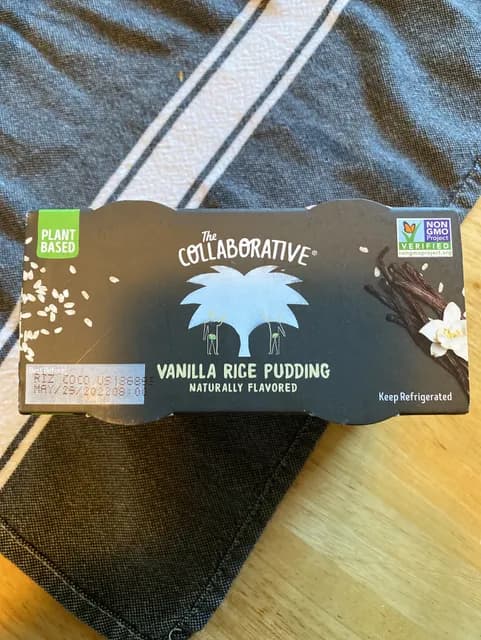 PLANT
BASED
The
COLLABORATIVE®
NON
GMO
Project
VERIFIED
nongmoproject.org
VANILLA RICE PUDDING
NATURALLY FLAVORED
Best Before:
RIZ COCO US
MAY/25/2022
Keep Refrigerated